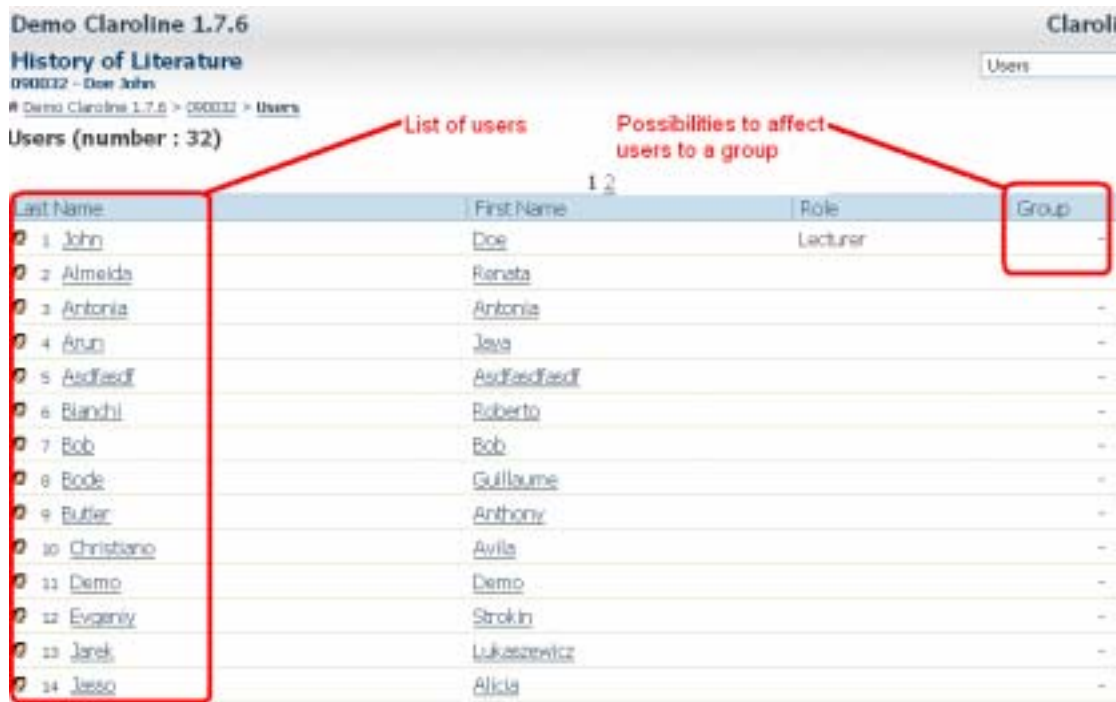 Demo Claroline 1.7.6 Claroli
History of Literature Users
090032 - Doe John
Demo Claroline 1.7.6 > 090032 > Users
List of users Possibilities to affect
Users (number : 32) users to a group
1 2
Last Name First Name Role Group
1 John Doe Lecturer -
2 Almeida Renata
3 Antonia Antonia -
4 Arun Jaya -
5 Asdfasdf Asdfasdfasdf -
6 Bianchi Roberto -
7 Bob Bob -
8 Bode Guillaume -
9 Butler Anthony -
10 Christiano Avila -
11 Demo Demo -
12 Evgeniy Strokin -
13 Jarek Lukaszewicz -
14 Jasso Alicia -